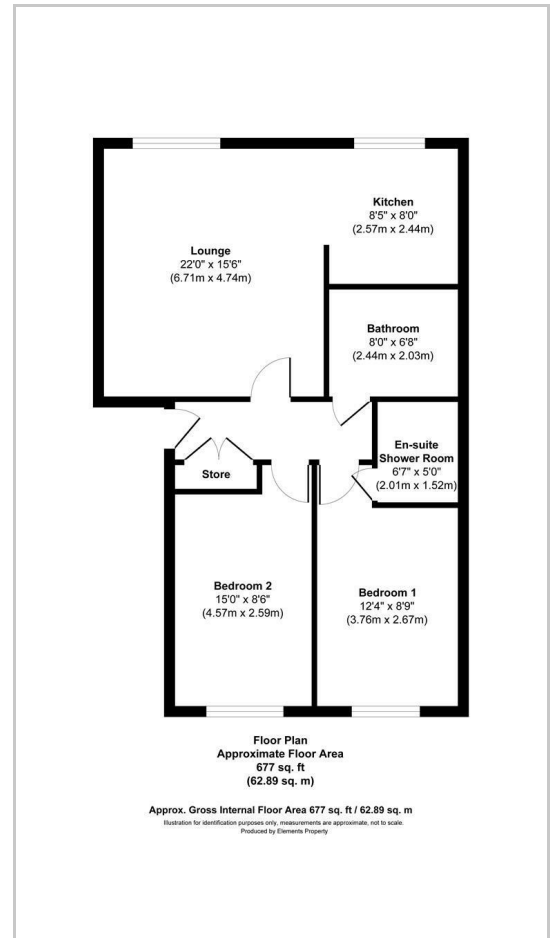 Kitchen
8'5" x 8'0"
(2.57m x 2.44m)
Lounge
22'0" x 15'6"
(6.71m x 4.74m)
Bathroom
8'0" x 6'8"
(2.44m x 2.03m)
En-suite
Shower Room
6'7" x 5'0"
(2.01m x 1.52m)
Store
Bedroom 2
15'0" x 8'6"
(4.57m x 2.59m)
Bedroom 1
12'4" x 8'9"
(3.76m x 2.67m)
Floor Plan
Approximate Floor Area
677 sq. ft
(62.89 sq. m)
Approx. Gross Internal Floor Area 677 sq. ft / 62.89 sq. m
Illustration for identification purposes only, measurements are approximate, not to scale.
Produced by Elements Property